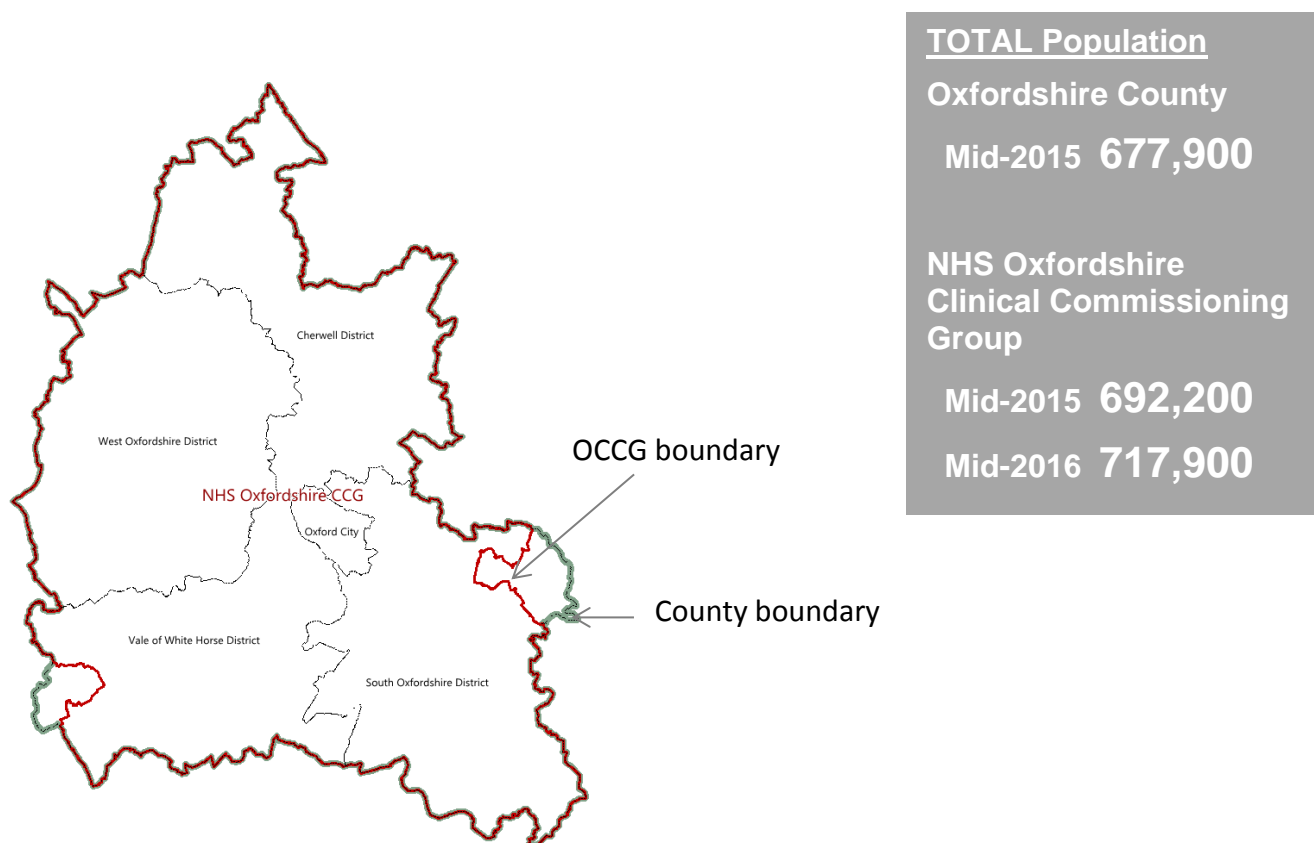 TOTAL Population
Oxfordshire County
Mid-2015 677,900
NHS Oxfordshire
Clinical Commissioning
Group
Mid-2015 692,200
Mid-2016 717,900
Cherwell District
West Oxfordshire District
OCCG boundary
NHS Oxfordshire CCG
Oxford City
County boundary
Vale of White Horse District
South Oxfordshire District